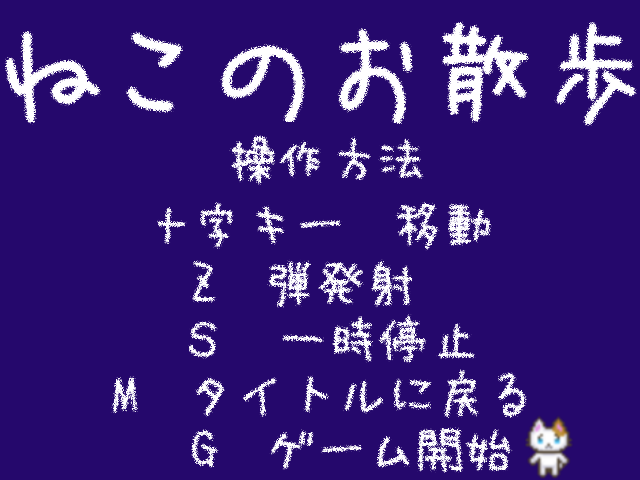 ねこのお散歩
操作方法
十字キー 移動
Z 弾発射
S 一時停止
M タイトルに戻る
G ゲーム開始